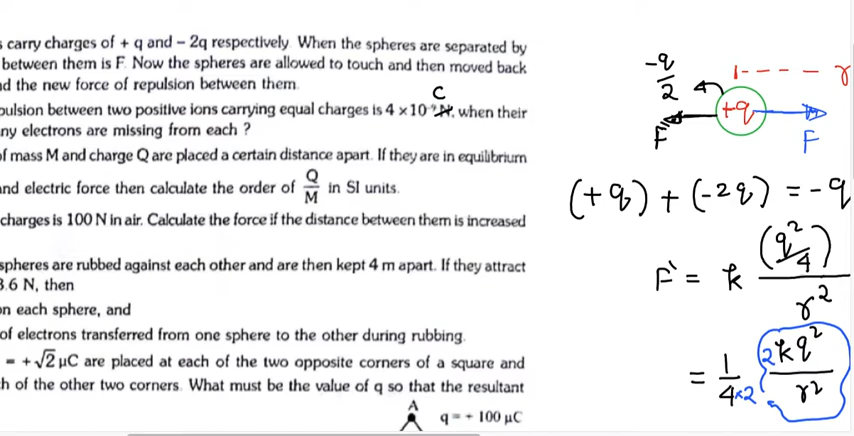 s carry charges of + q and – 2q respectively. When the spheres are separated by
between them is F. Now the spheres are allowed to touch and then moved back
nd the new force of repulsion between them.
pulsion between two positive ions carrying equal charges is 4 × 10⁻⁹ C, when their
ny electrons are missing from each ?
of mass M and charge Q are placed a certain distance apart. If they are in equilibrium
and electric force then calculate the order of Q/M in SI units.
charges is 100 N in air. Calculate the force if the distance between them is increased
spheres are rubbed against each other and are then kept 4 m apart. If they attract
3.6 N, then
on each sphere, and
of electrons transferred from one sphere to the other during rubbing.
= +√2 µC are placed at each of the two opposite corners of a square and
ch of the other two corners. What must be the value of q so that the resultant
A
q = + 100 µC
-q/2
r
+q
F
F
(+q) + (-2q) = -q
F' = k (q²/4) / r²
= 1/4×2 2kq²/r²